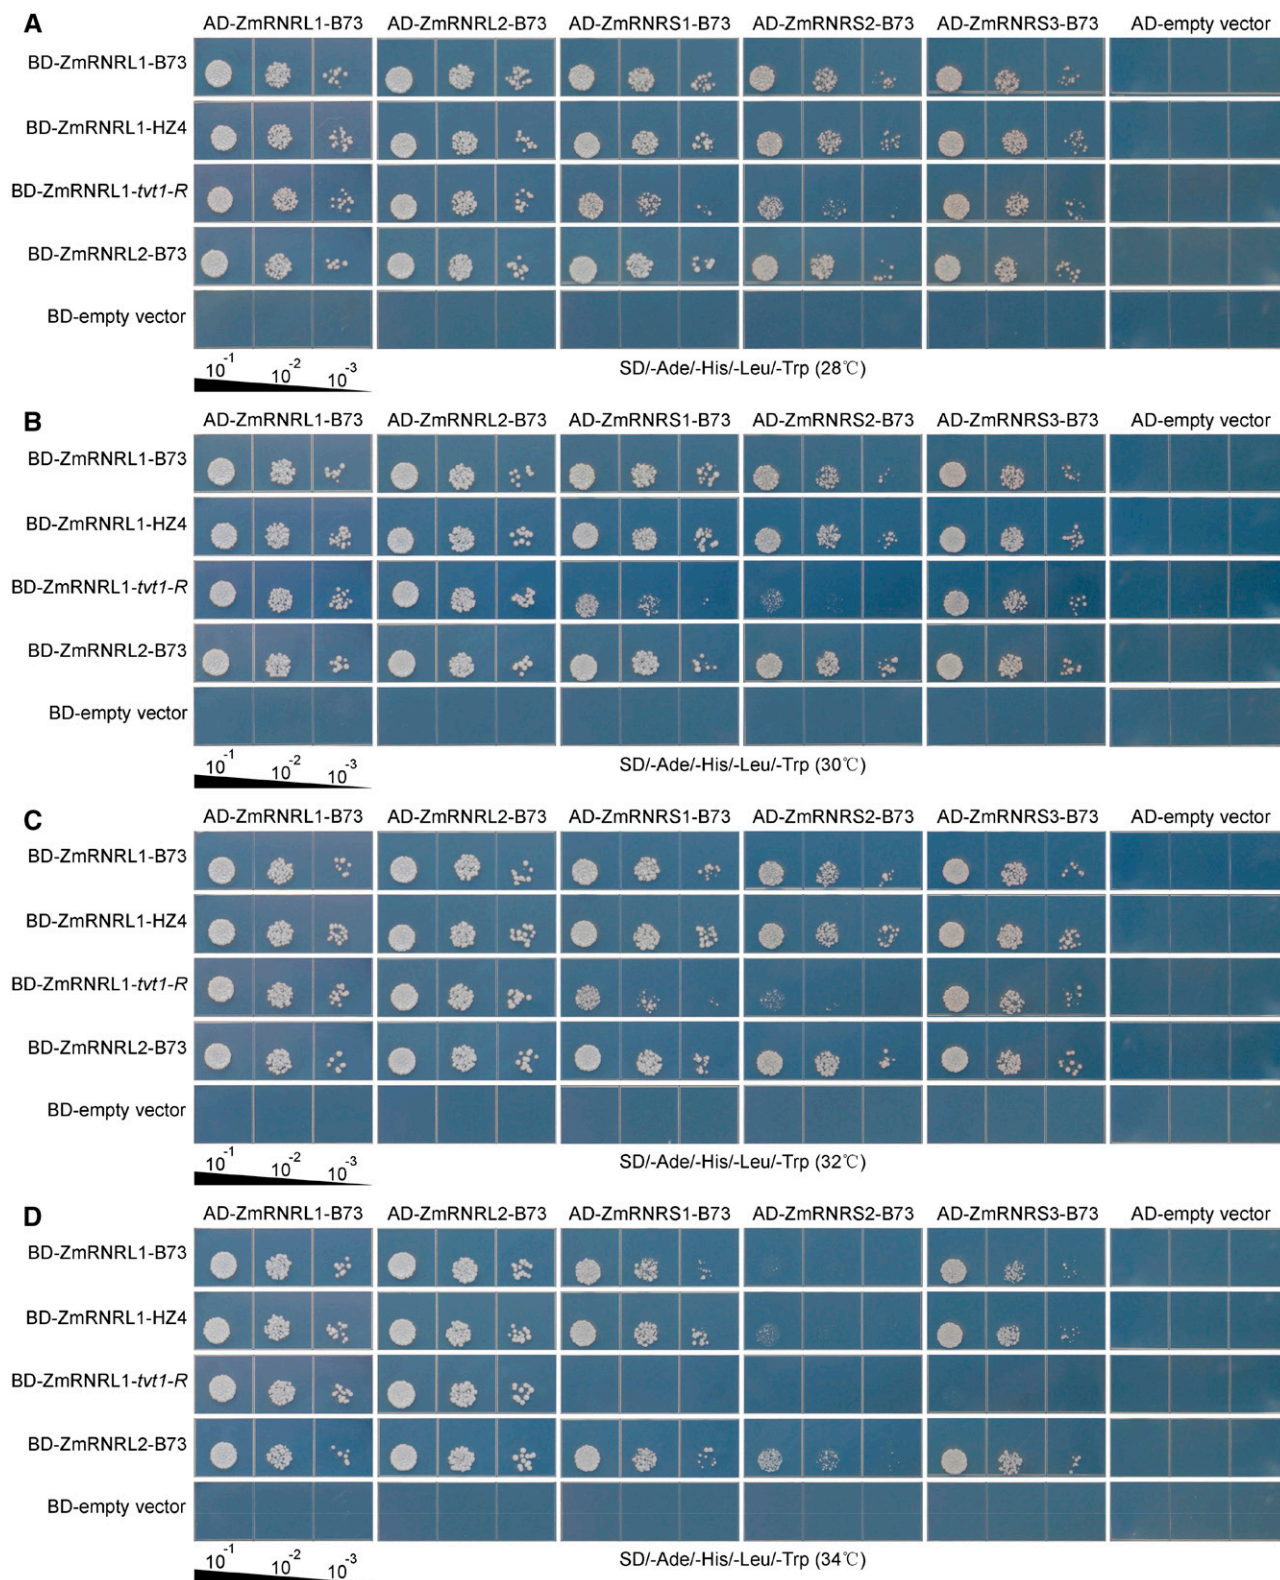 A
AD-ZmRNRL1-B73 AD-ZmRNRL2-B73 AD-ZmRNRS1-B73 AD-ZmRNRS2-B73 AD-ZmRNRS3-B73 AD-empty vector
BD-ZmRNRL1-B73
BD-ZmRNRL1-HZ4
BD-ZmRNRL1-tvt1-R
BD-ZmRNRL2-B73
BD-empty vector
10-1 10-2 10-3 SD/-Ade/-His/-Leu/-Trp (28℃)
B
AD-ZmRNRL1-B73 AD-ZmRNRL2-B73 AD-ZmRNRS1-B73 AD-ZmRNRS2-B73 AD-ZmRNRS3-B73 AD-empty vector
BD-ZmRNRL1-B73
BD-ZmRNRL1-HZ4
BD-ZmRNRL1-tvt1-R
BD-ZmRNRL2-B73
BD-empty vector
10-1 10-2 10-3 SD/-Ade/-His/-Leu/-Trp (30℃)
C
AD-ZmRNRL1-B73 AD-ZmRNRL2-B73 AD-ZmRNRS1-B73 AD-ZmRNRS2-B73 AD-ZmRNRS3-B73 AD-empty vector
BD-ZmRNRL1-B73
BD-ZmRNRL1-HZ4
BD-ZmRNRL1-tvt1-R
BD-ZmRNRL2-B73
BD-empty vector
10-1 10-2 10-3 SD/-Ade/-His/-Leu/-Trp (32℃)
D
AD-ZmRNRL1-B73 AD-ZmRNRL2-B73 AD-ZmRNRS1-B73 AD-ZmRNRS2-B73 AD-ZmRNRS3-B73 AD-empty vector
BD-ZmRNRL1-B73
BD-ZmRNRL1-HZ4
BD-ZmRNRL1-tvt1-R
BD-ZmRNRL2-B73
BD-empty vector
10-1 10-2 10-3 SD/-Ade/-His/-Leu/-Trp (34℃)